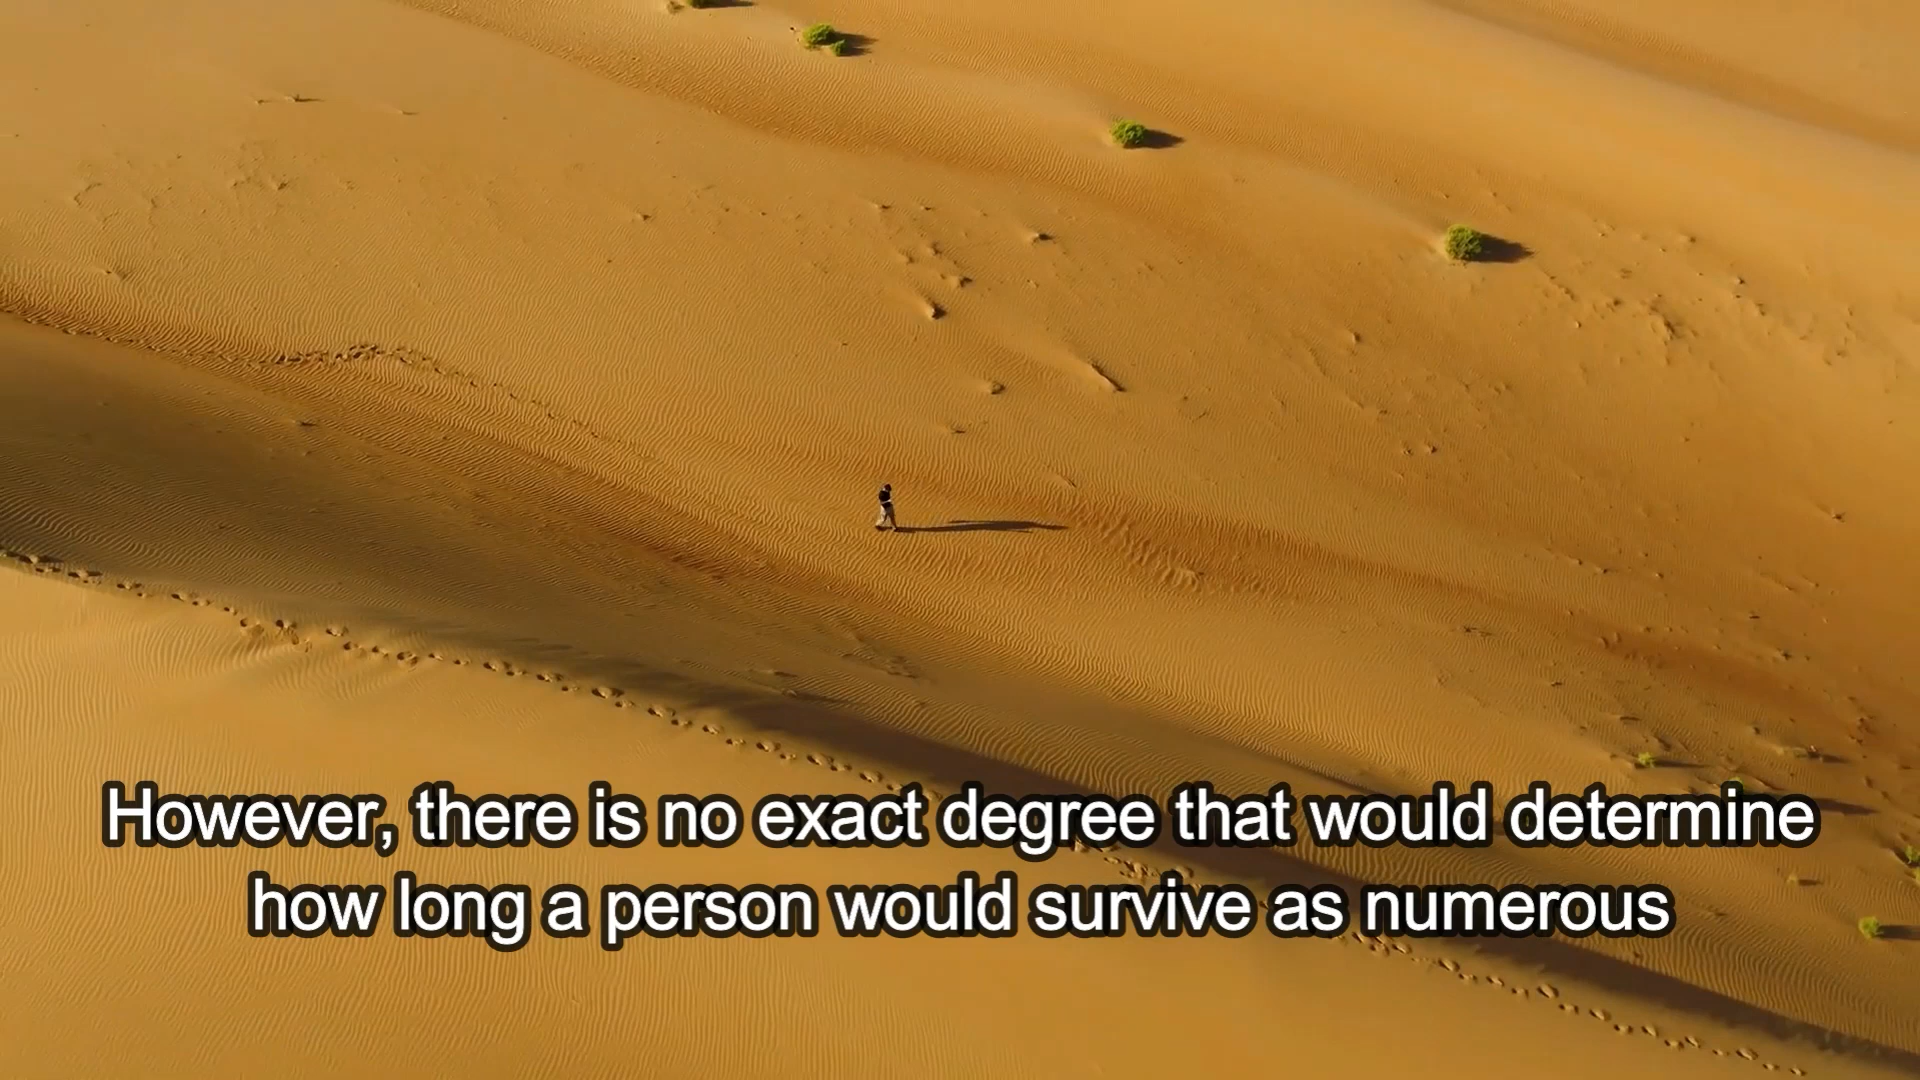 However, there is no exact degree that would determine
how long a person would survive as numerous